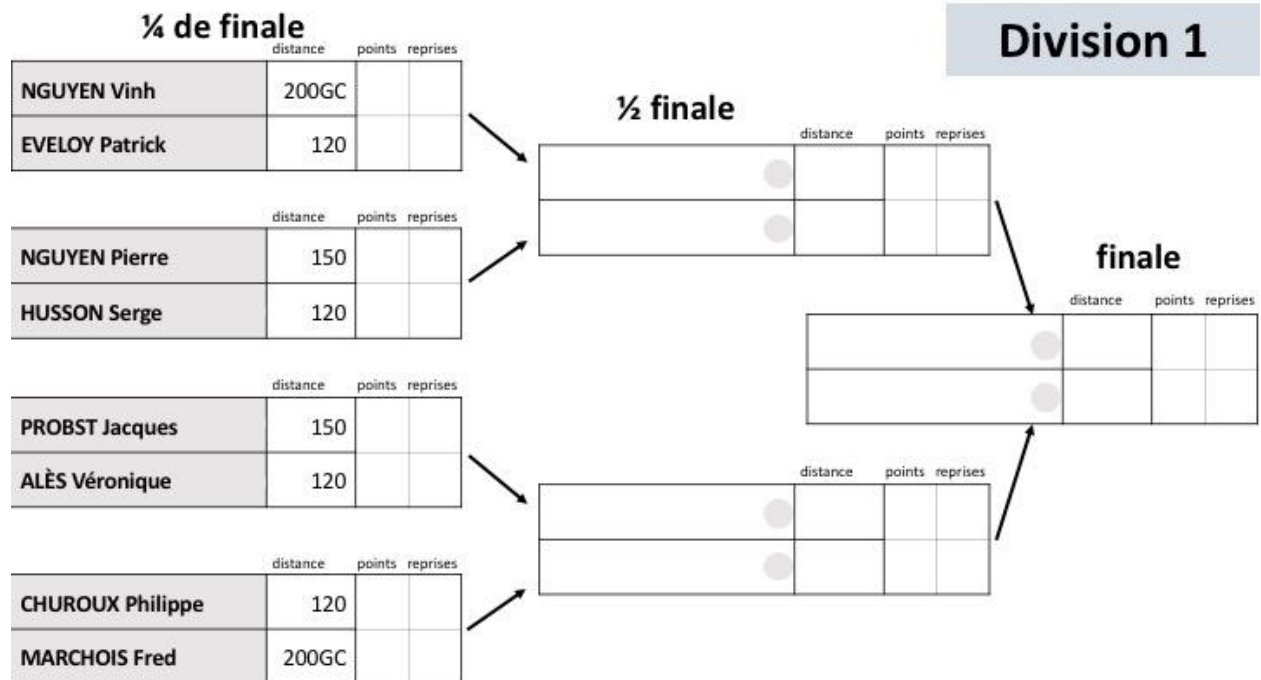 ¼ de finale
Division 1
distance points reprises
NGUYEN Vinh 200GC
EVELOY Patrick 120
½ finale
distance points reprises
distance points reprises
NGUYEN Pierre 150
HUSSON Serge 120
finale
distance points reprises
distance points reprises
PROBST Jacques 150
ALÈS Véronique 120
distance points reprises
distance points reprises
CHUROUX Philippe 120
MARCHOIS Fred 200GC